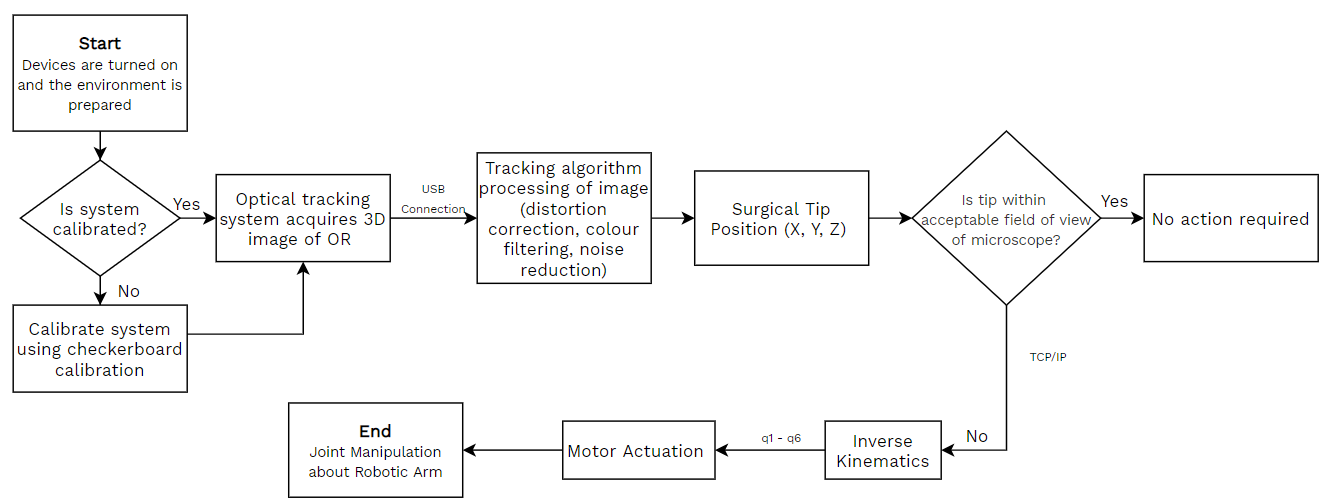 Start
Devices are turned on
and the environment is
prepared
Is system
calibrated?
Yes
No
Calibrate system
using checkerboard
calibration
Optical tracking
system acquires 3D
image of OR
USB
Connection
Tracking algorithm
processing of image
(distortion
correction, colour
filtering, noise
reduction)
Surgical Tip
Position (X, Y, Z)
Is tip within
acceptable field of view
of microscope?
Yes
No action required
TCP/IP
No
Inverse
Kinematics
q1 - q6
Motor Actuation
End
Joint Manipulation
about Robotic Arm